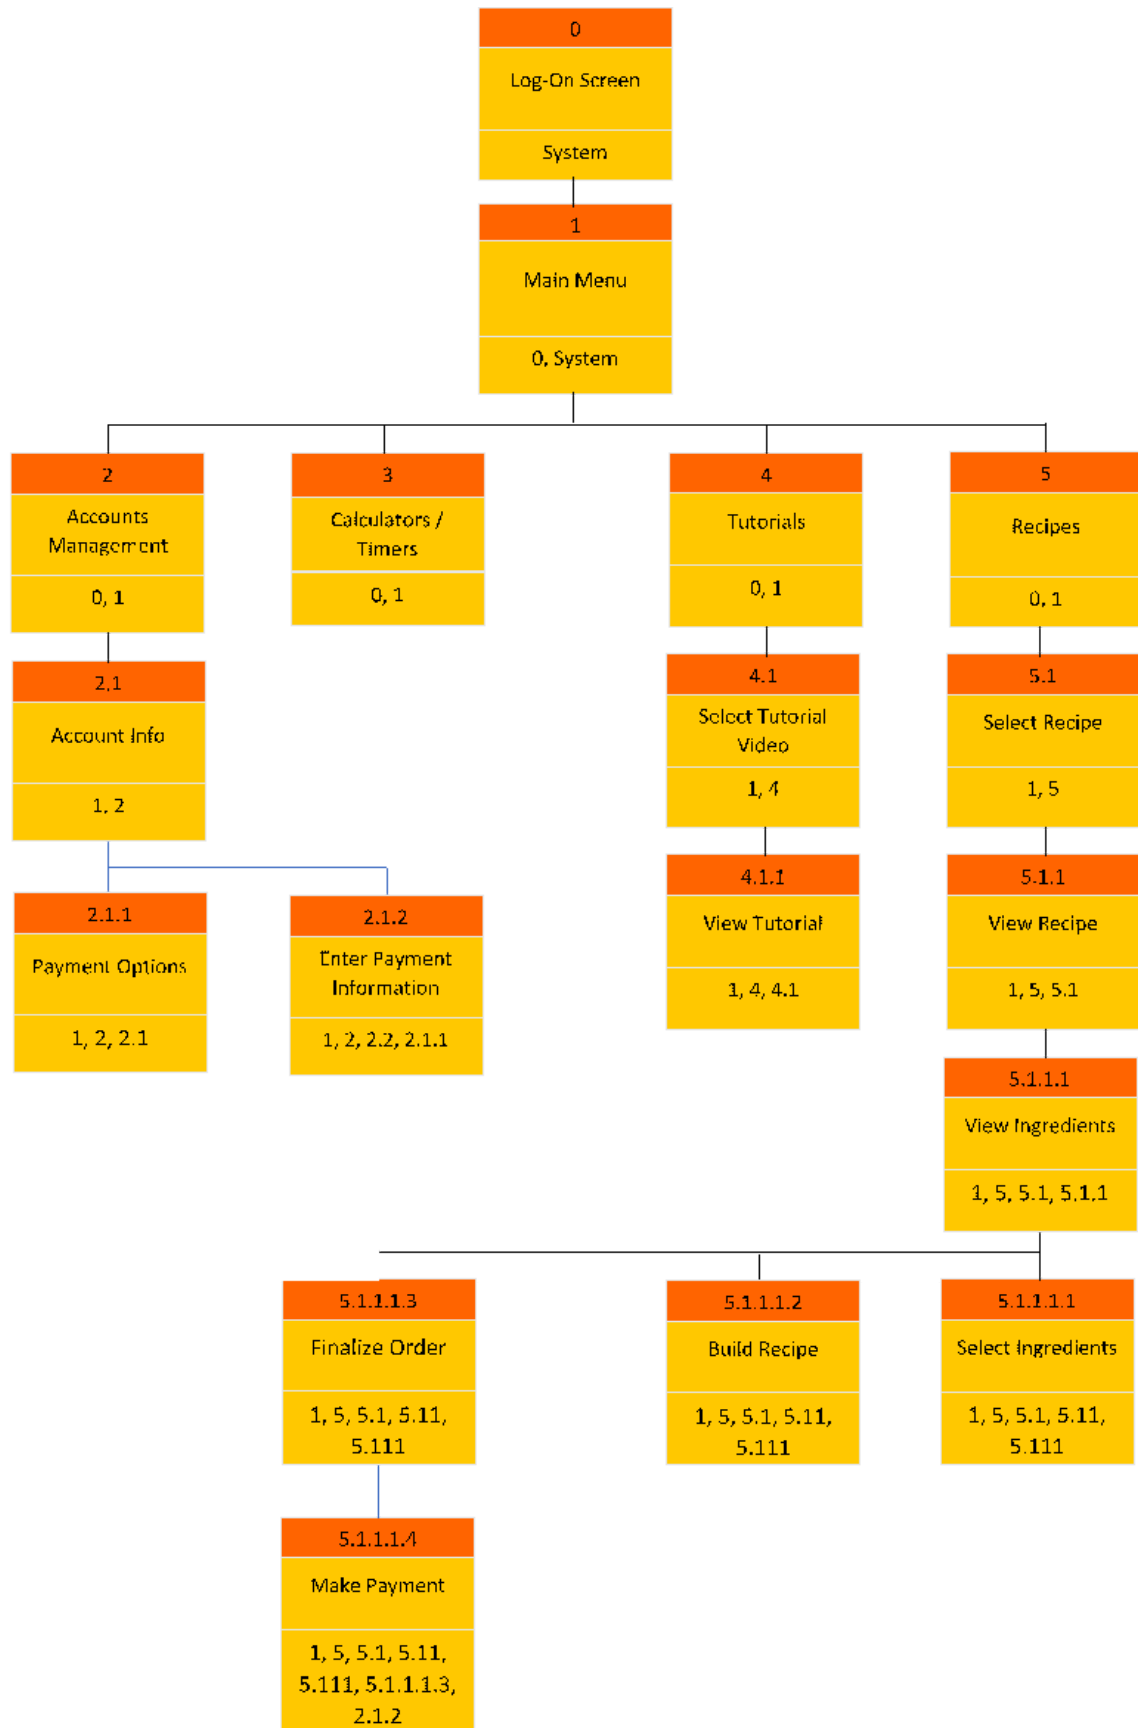 0
Log-On Screen
System
1
Main Menu
0, System
2
Accounts
Management
0, 1
3
Calculators /
Timers
0, 1
4
Tutorials
0, 1
5
Recipes
0, 1
2.1
Account Info
1, 2
4.1
Select Tutorial
Video
1, 4
5.1
Select Recipe
1, 5
2.1.1
Payment Options
1, 2, 2.1
2.1.2
Enter Payment
Information
1, 2, 2.2, 2.1.1
4.1.1
View Tutorial
1, 4, 4.1
5.1.1
View Recipe
1, 5, 5.1
5.1.1.1
View Ingredients
1, 5, 5.1, 5.1.1
5.1.1.1.3
Finalize Order
1, 5, 5.1, 5.11,
5.111
5.1.1.1.2
Build Recipe
1, 5, 5.1, 5.11,
5.111
5.1.1.1.1
Select Ingredients
1, 5, 5.1, 5.11,
5.111
5.1.1.1.4
Make Payment
1, 5, 5.1, 5.11,
5.111, 5.1.1.1.3,
2.1.2